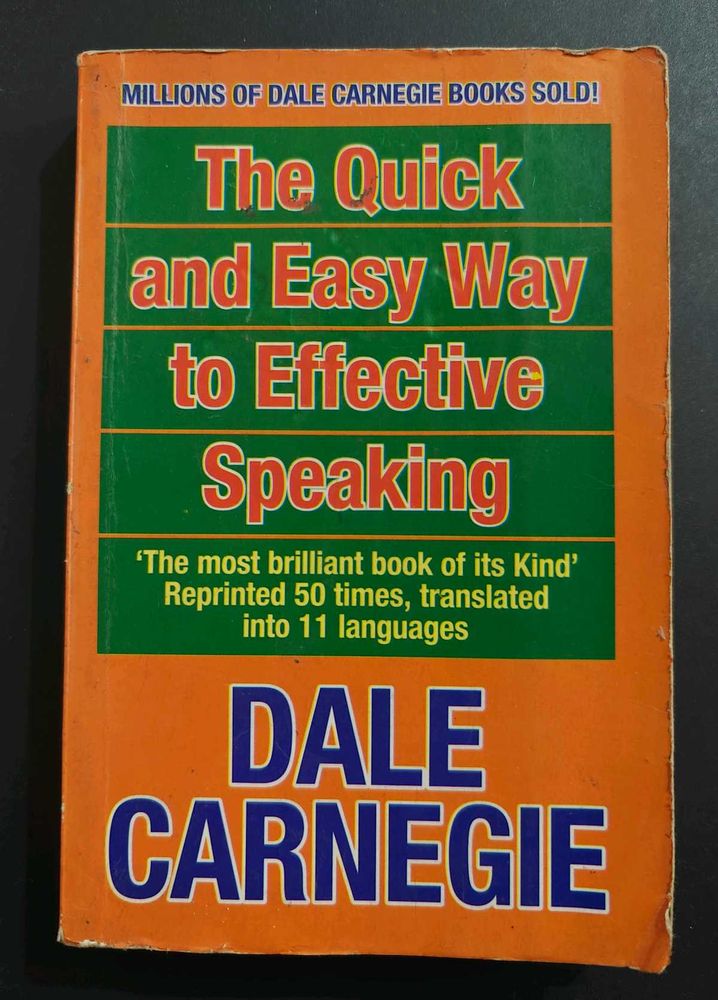 MILLIONS OF DALE CARNEGIE BOOKS SOLD!
The Quick
and Easy Way
to Effective
Speaking
‘The most brilliant book of its Kind’
Reprinted 50 times, translated
into 11 languages
DALE
CARNEGIE